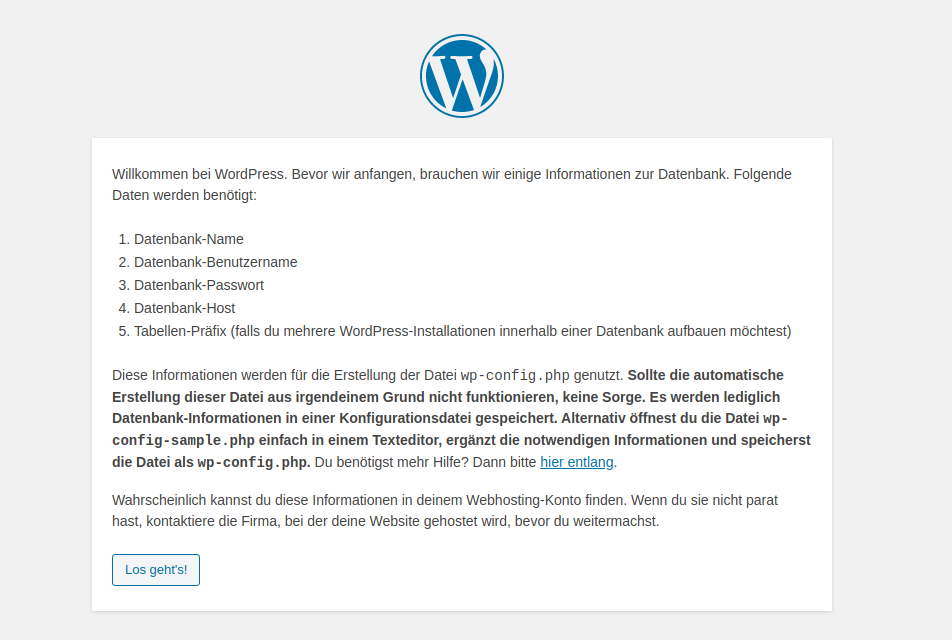 Willkommen bei WordPress. Bevor wir anfangen, brauchen wir einige Informationen zur Datenbank. Folgende
Daten werden benötigt:
1. Datenbank-Name
2. Datenbank-Benutzername
3. Datenbank-Passwort
4. Datenbank-Host
5. Tabellen-Präfix (falls du mehrere WordPress-Installationen innerhalb einer Datenbank aufbauen möchtest)
Diese Informationen werden für die Erstellung der Datei wp-config.php genutzt. Sollte die automatische
Erstellung dieser Datei aus irgendeinem Grund nicht funktionieren, keine Sorge. Es werden lediglich
Datenbank-Informationen in einer Konfigurationsdatei gespeichert. Alternativ öffnest du die Datei wp-
config-sample.php einfach in einem Texteditor, ergänzt die notwendigen Informationen und speicherst
die Datei als wp-config.php. Du benötigst mehr Hilfe? Dann bitte hier entlang.
Wahrscheinlich kannst du diese Informationen in deinem Webhosting-Konto finden. Wenn du sie nicht parat
hast, kontaktiere die Firma, bei der deine Website gehostet wird, bevor du weitermachst.
Los geht's!